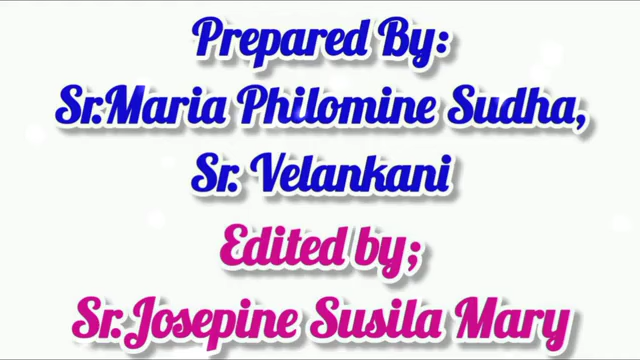 Prepared By:
Sr.Maria Philomine Sudha,
Sr. Velankani
Edited by;
Sr.Josepine Susila Mary